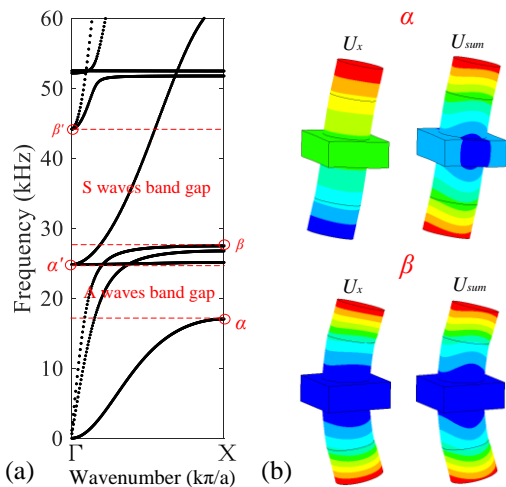 60
50
40
30
20
10
0
Frequency (kHz)
β'
S waves band gap
β
α'
A waves band gap
α
Γ
X
(a)
Wavenumber (kπ/a)
α
Ux
Usum
β
Ux
Usum
(b)